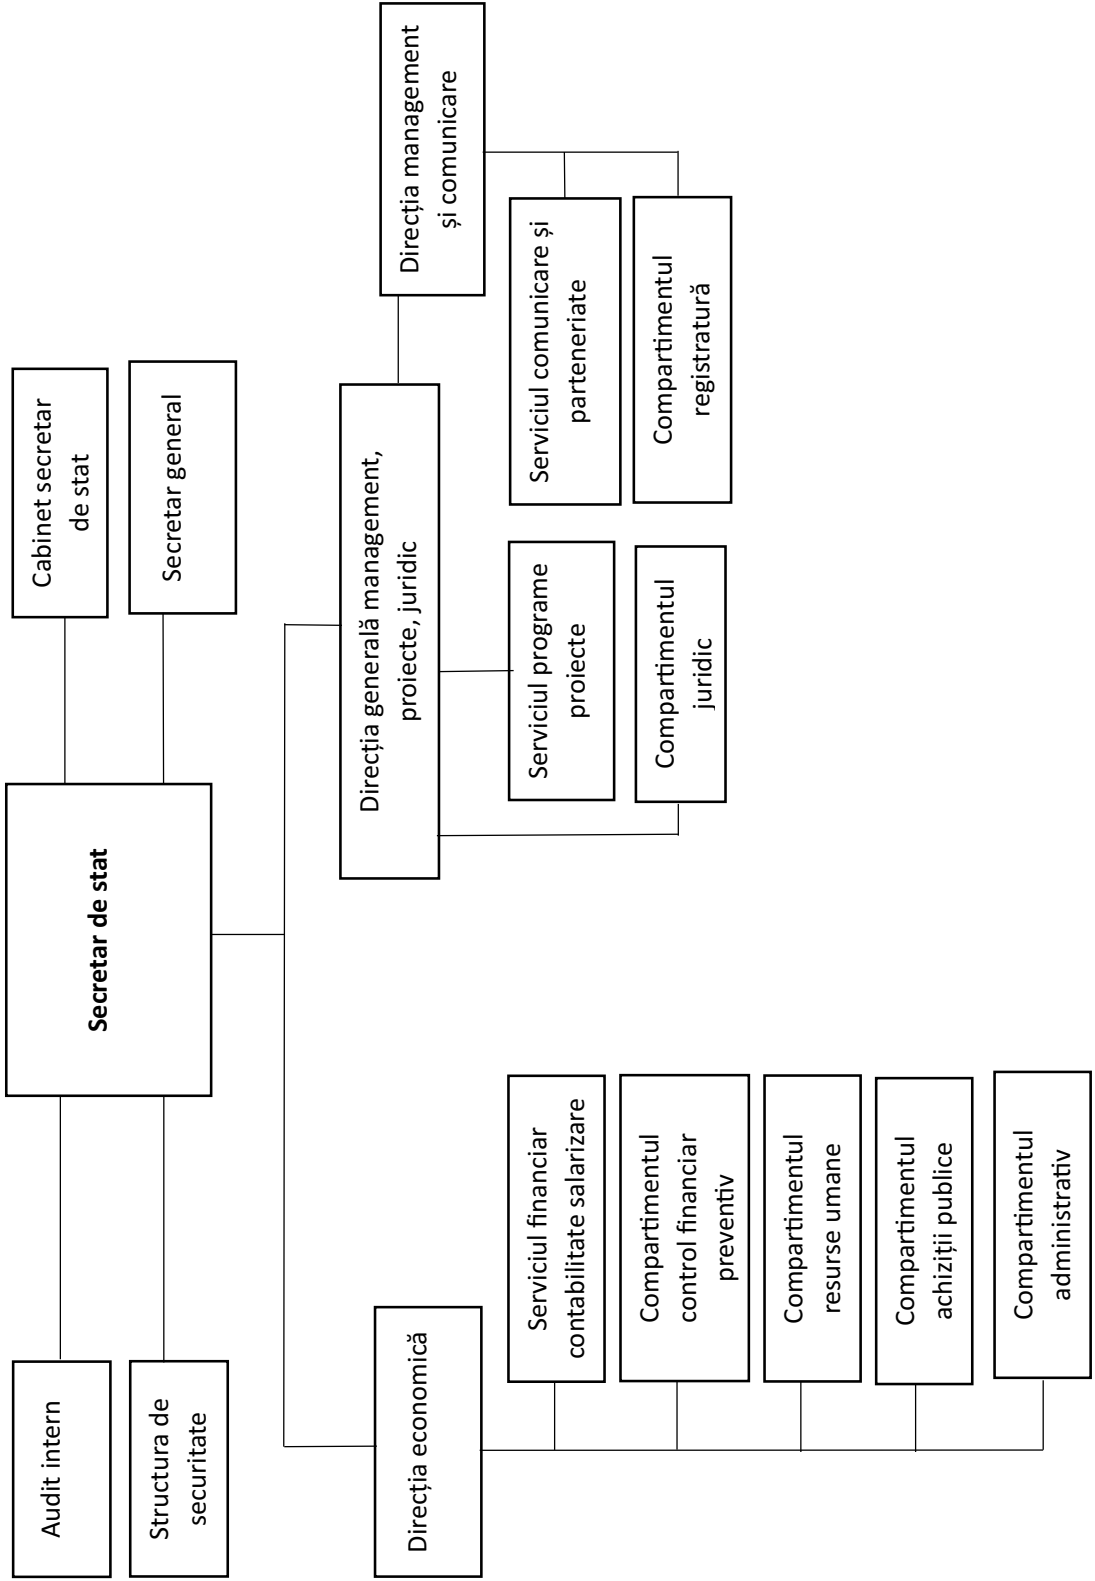 Audit intern
Structura de
securitate
Secretar de stat
Cabinet secretar
de stat
Secretar general
Direcția economică
Serviciul financiar
contabilitate salarizare
Compartimentul
control financiar
preventiv
Compartimentul
resurse umane
Compartimentul
achiziții publice
Compartimentul
administrativ
Direcția generală management,
proiecte, juridic
Serviciul programe
proiecte
Compartimentul
juridic
Direcția management
și comunicare
Serviciul comunicare și
parteneriate
Compartimentul
registratură